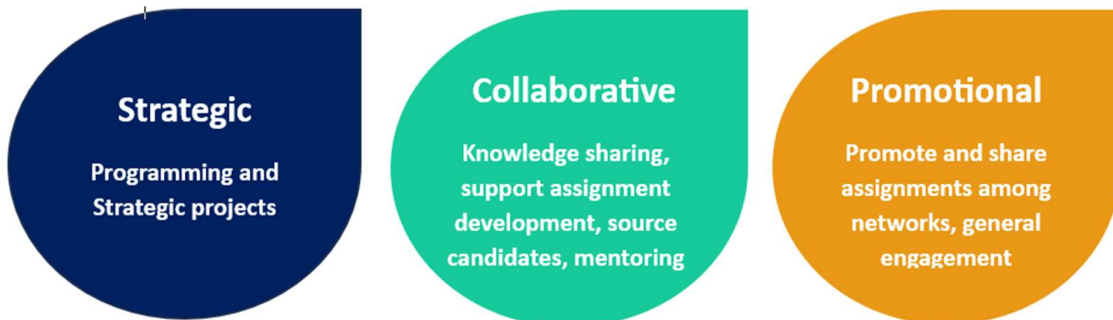 Strategic
Programming and
Strategic projects
Collaborative
Knowledge sharing,
support assignment
development, source
candidates, mentoring
Promotional
Promote and share
assignments among
networks, general
engagement